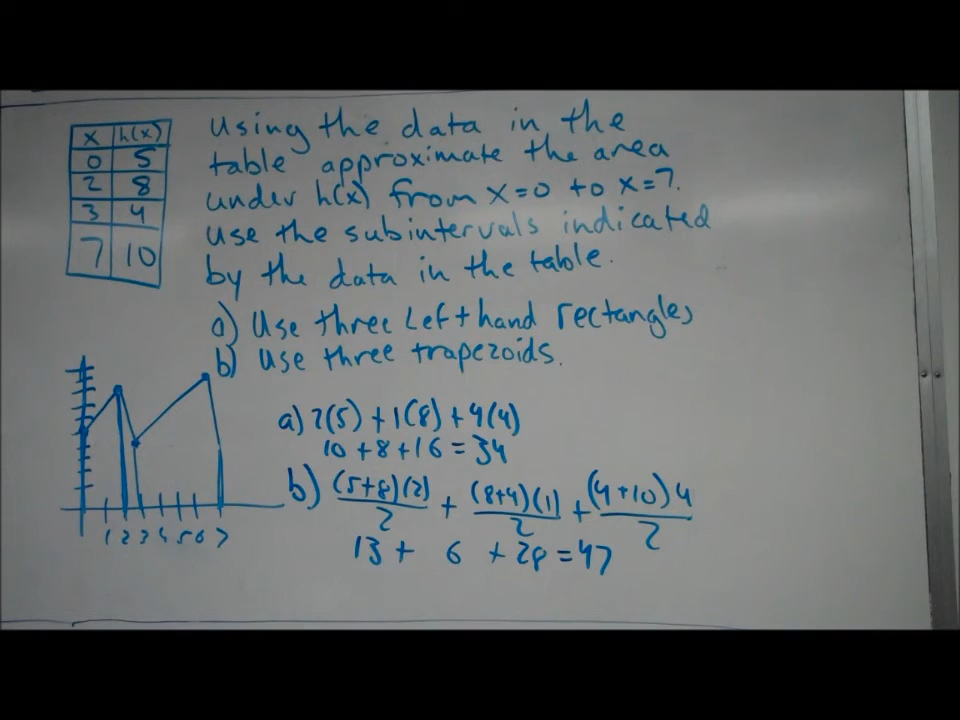 x h(x)
0 5
2 8
3 4
7 10
Using the data in the
table approximate the area
under h(x) from x=0 to x=7.
Use the subintervals indicated
by the data in the table.
a) Use three Left hand rectangles
b) Use three trapezoids.
a) 2(5) + 1(8) + 4(4)
10 + 8 + 16 = 34
b) (5+8)(2)/2 + (8+4)(1)/2 + (4+10)4/2
13 + 6 + 28 = 47
1 2 3 4 5 6 7